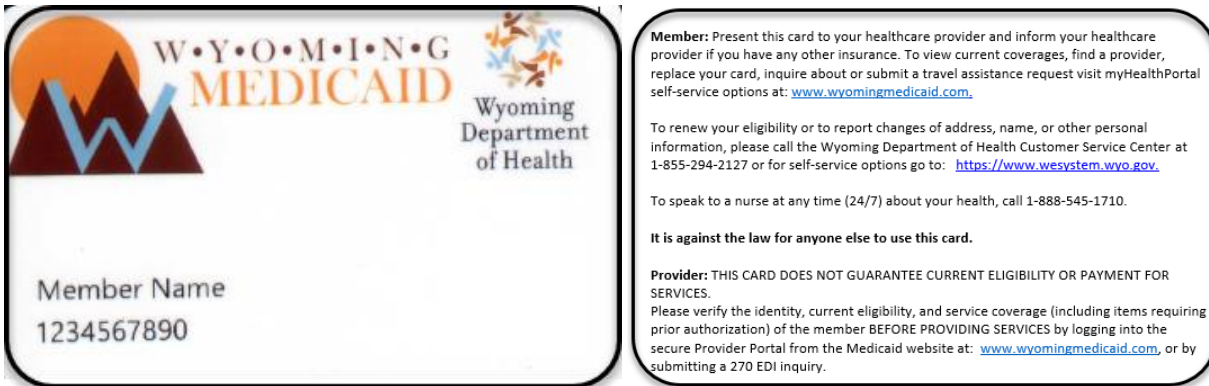 W•Y•O•M•I•N•G
MEDICAID
Wyoming
Department
of Health
Member Name
1234567890
Member: Present this card to your healthcare provider and inform your healthcare
provider if you have any other insurance. To view current coverages, find a provider,
replace your card, inquire about or submit a travel assistance request visit myHealthPortal
self-service options at: www.wyomingmedicaid.com.
To renew your eligibility or to report changes of address, name, or other personal
information, please call the Wyoming Department of Health Customer Service Center at
1-855-294-2127 or for self-service options go to: https://www.wesystem.wyo.gov.
To speak to a nurse at any time (24/7) about your health, call 1-888-545-1710.
It is against the law for anyone else to use this card.
Provider: THIS CARD DOES NOT GUARANTEE CURRENT ELIGIBILITY OR PAYMENT FOR
SERVICES.
Please verify the identity, current eligibility, and service coverage (including items requiring
prior authorization) of the member BEFORE PROVIDING SERVICES by logging into the
secure Provider Portal from the Medicaid website at: www.wyomingmedicaid.com, or by
submitting a 270 EDI inquiry.